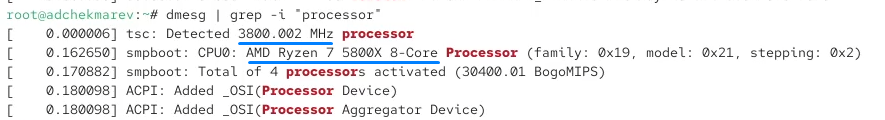 root@adchekmarev:~# dmesg | grep -i "processor"
[    0.000006] tsc: Detected 3800.002 MHz processor
[    0.162650] smpboot: CPU0: AMD Ryzen 7 5800X 8-Core Processor (family: 0x19, model: 0x21, stepping: 0x2)
[    0.170882] smpboot: Total of 4 processors activated (30400.01 BogoMIPS)
[    0.180098] ACPI: Added _OSI(Processor Device)
[    0.180098] ACPI: Added _OSI(Processor Aggregator Device)